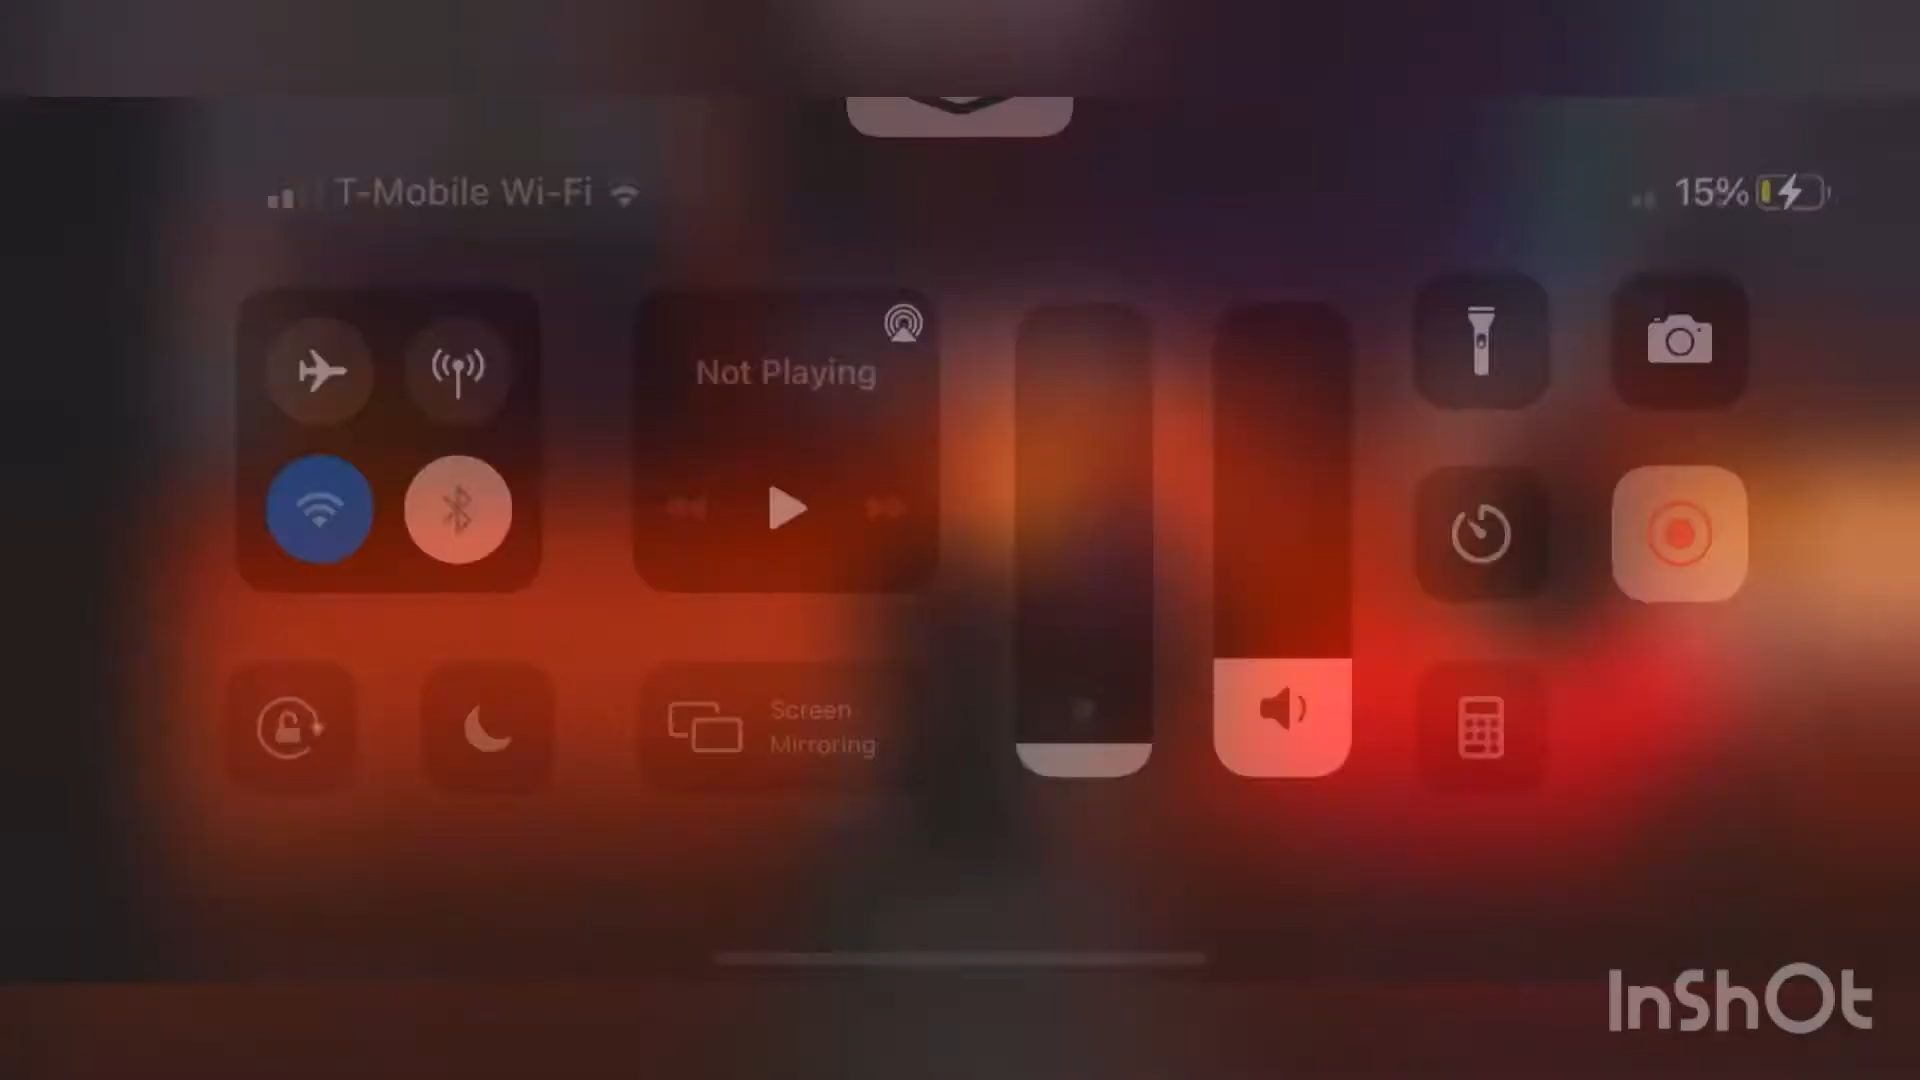 T-Mobile Wi-Fi
15%
Not Playing
Screen
Mirroring
InShOt